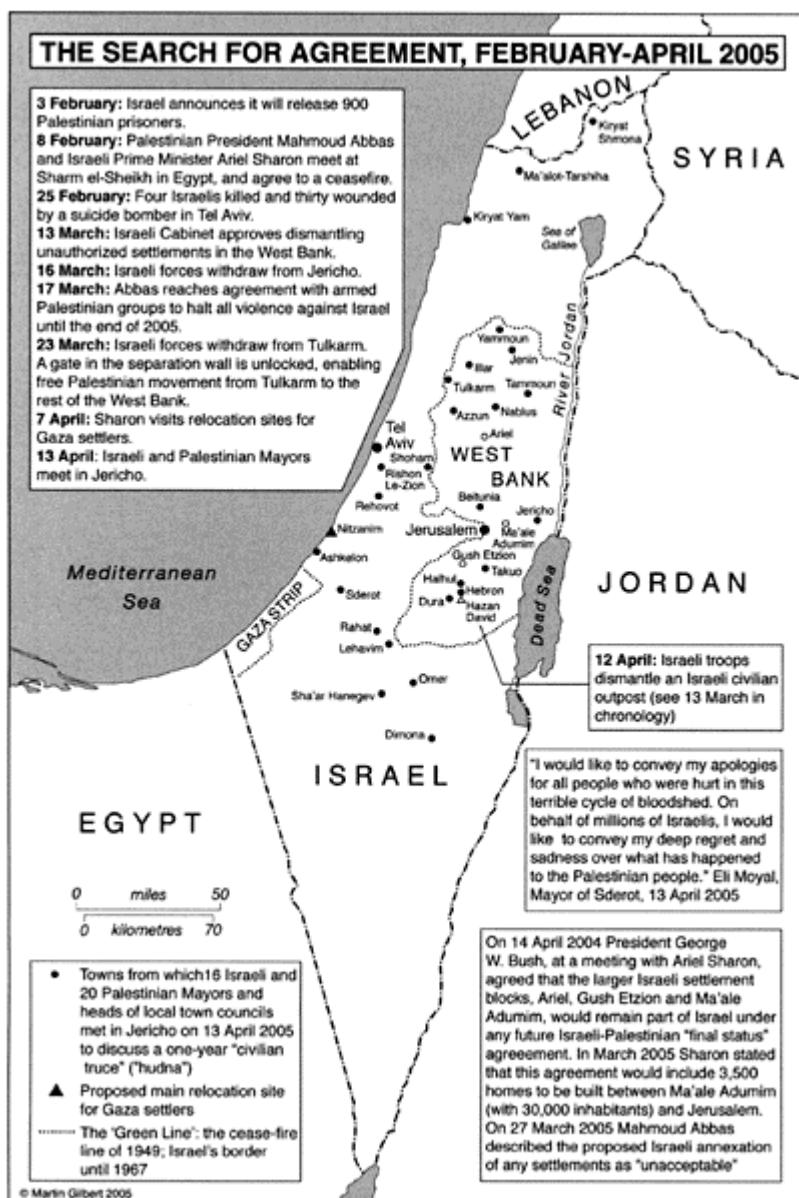 THE SEARCH FOR AGREEMENT, FEBRUARY-APRIL 2005
3 February: Israel announces it will release 900
Palestinian prisoners.
8 February: Palestinian President Mahmoud Abbas
and Israeli Prime Minister Ariel Sharon meet at
Sharm el-Sheikh in Egypt, and agree to a ceasefire.
25 February: Four Israelis killed and thirty wounded
by a suicide bomber in Tel Aviv.
13 March: Israeli Cabinet approves dismantling
unauthorized settlements in the West Bank.
16 March: Israeli forces withdraw from Jericho.
17 March: Abbas reaches agreement with armed
Palestinian groups to halt all violence against Israel
until the end of 2005.
23 March: Israeli forces withdraw from Tulkarm.
A gate in the separation wall is unlocked, enabling
free Palestinian movement from Tulkarm to the
rest of the West Bank.
7 April: Sharon visits relocation sites for
Gaza settlers.
13 April: Israeli and Palestinian Mayors
meet in Jericho.
LEBANON
Kiryat
Shmona
SYRIA
Ma'alot-Tarshiha
Kiryat Yam
Sea of
Galilee
River Jordan
Yammoun
Jenin
Illar
Tulkarm
Tammoun
Azzun
Nablus
Ariel
Tel
Aviv
Shoham
WEST
BANK
Rishon
Le-Zion
Rehovot
Beitunia
Jericho
Nitzanim
Jerusalem
Ma'ale
Adumim
Ashkelon
Gush Etzion
Takuo
Mediterranean
Sea
JORDAN
Halhul
Hebron
Dura
Hazan
David
Dead Sea
Sderot
GAZA STRIP
Rahat
Lehavim
Omer
Sha'ar Hanegev
Dimona
ISRAEL
EGYPT
12 April: Israeli troops
dismantle an Israeli civilian
outpost (see 13 March in
chronology)
"I would like to convey my apologies
for all people who were hurt in this
terrible cycle of bloodshed. On
behalf of millions of Israelis, I would
like to convey my deep regret and
sadness over what has happened
to the Palestinian people." Eli Moyal,
Mayor of Sderot, 13 April 2005
0 miles 50
0 kilometres 70
Towns from which16 Israeli and
20 Palestinian Mayors and
heads of local town councils
met in Jericho on 13 April 2005
to discuss a one-year "civilian
truce" ("hudna")
Proposed main relocation site
for Gaza settlers
The 'Green Line': the cease-fire
line of 1949; Israel's border
until 1967
On 14 April 2004 President George
W. Bush, at a meeting with Ariel Sharon,
agreed that the larger Israeli settlement
blocks, Ariel, Gush Etzion and Ma'ale
Adumim, would remain part of Israel under
any future Israeli-Palestinian "final status"
agreeement. In March 2005 Sharon stated
that this agreement would include 3,500
homes to be built between Ma'ale Adumim
(with 30,000 inhabitants) and Jerusalem.
On 27 March 2005 Mahmoud Abbas
described the proposed Israeli annexation
of any settlements as "unacceptable"
© Martin Gilbert 2005